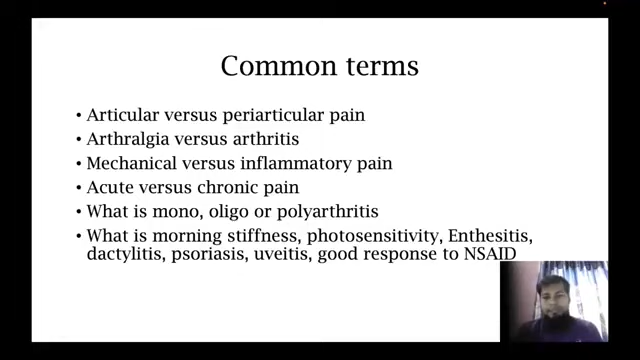 Common terms
• Articular versus periarticular pain
• Arthralgia versus arthritis
• Mechanical versus inflammatory pain
• Acute versus chronic pain
• What is mono, oligo or polyarthritis
• What is morning stiffness, photosensitivity, Enthesitis,
dactylitis, psoriasis, uveitis, good response to NSAID